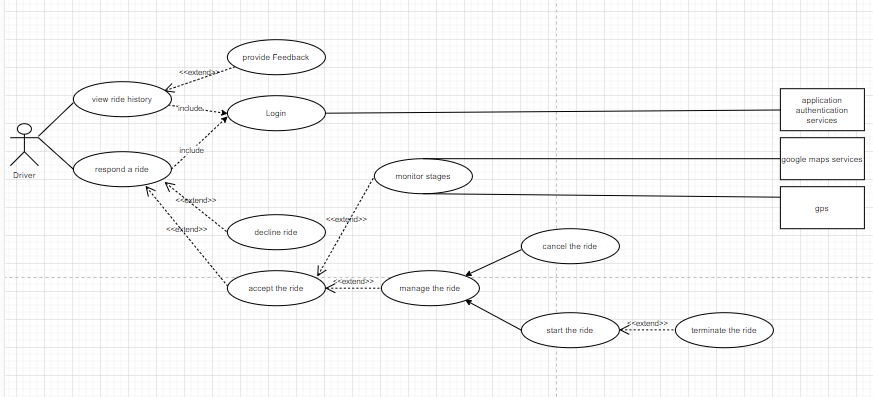 provide Feedback
<<extend>>
view ride history
include
Login
application
authentication
services
include
google maps services
Driver
respond a ride
monitor stages
<<extend>>
gps
<<extend>>
<<extend>>
decline ride
cancel the ride
accept the ride
<<extend>>
manage the ride
start the ride
<<extend>>
terminate the ride